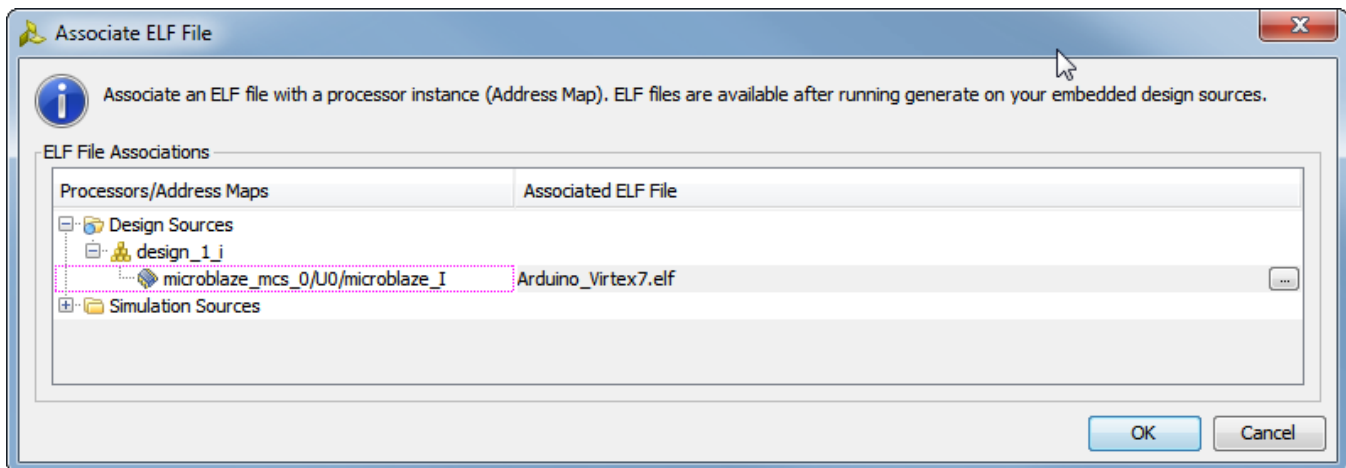 Associate ELF File
Associate an ELF file with a processor instance (Address Map). ELF files are available after running generate on your embedded design sources.
ELF File Associations
Processors/Address Maps Associated ELF File
Design Sources
design_1_i
microblaze_mcs_0/U0/microblaze_I Arduino_Virtex7.elf ...
Simulation Sources
OK Cancel